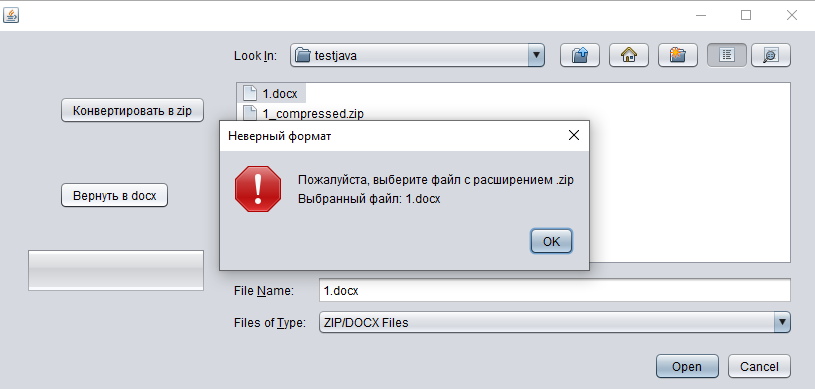 Look In:
testjava
Конвертировать в zip
1.docx
1_compressed.zip
Неверный формат
Пожалуйста, выберите файл с расширением .zip
Выбранный файл: 1.docx
Вернуть в docx
OK
File Name:
1.docx
Files of Type:
ZIP/DOCX Files
Open
Cancel